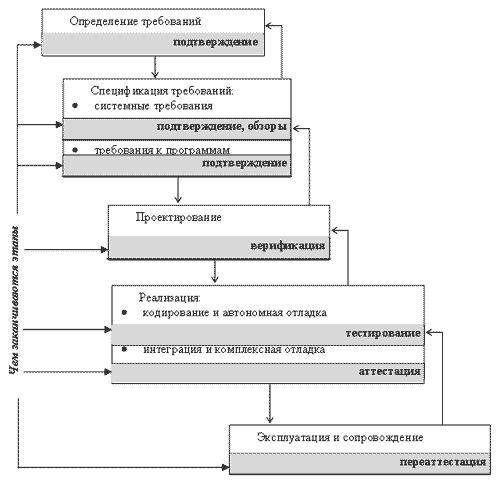 Определение требований
подтверждение
Спецификация требований:
• системные требования
подтверждение, обзоры
• требования к программам
подтверждение
Проектирование
верификация
Реализация:
• кодирование и автономная отладка
тестирование
• интеграция и комплексная отладка
аттестация
Эксплуатация и сопровождение
переаттестация
Чем заканчиваются этапы